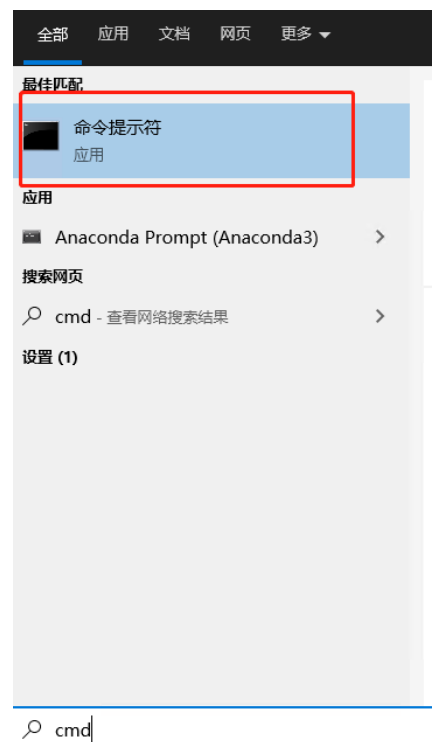 全部 应用 文档 网页 更多
最佳匹配
命令提示符
应用
应用
Anaconda Prompt (Anaconda3)
搜索网页
cmd - 查看网络搜索结果
设置 (1)
cmd